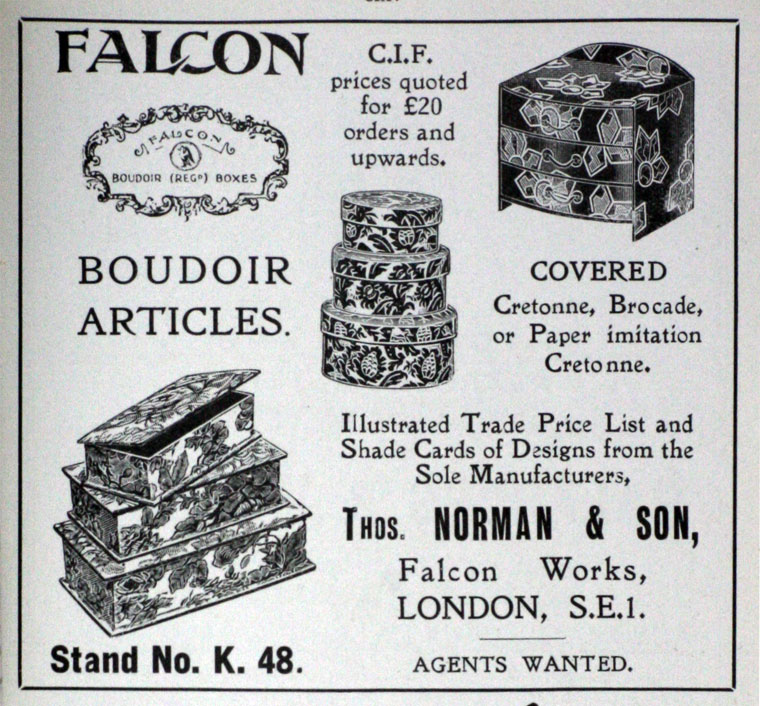 FALCON
FALCON
BOUDOIR (REGD) BOXES
BOUDOIR
ARTICLES.
C.I.F.
prices quoted
for £20
orders and
upwards.
COVERED
Cretonne, Brocade,
or Paper imitation
Cretonne.
Illustrated Trade Price List and
Shade Cards of Designs from the
Sole Manufacturers,
THOS. NORMAN & SON,
Falcon Works,
LONDON, S.E.1.
AGENTS WANTED.
Stand No. K. 48.